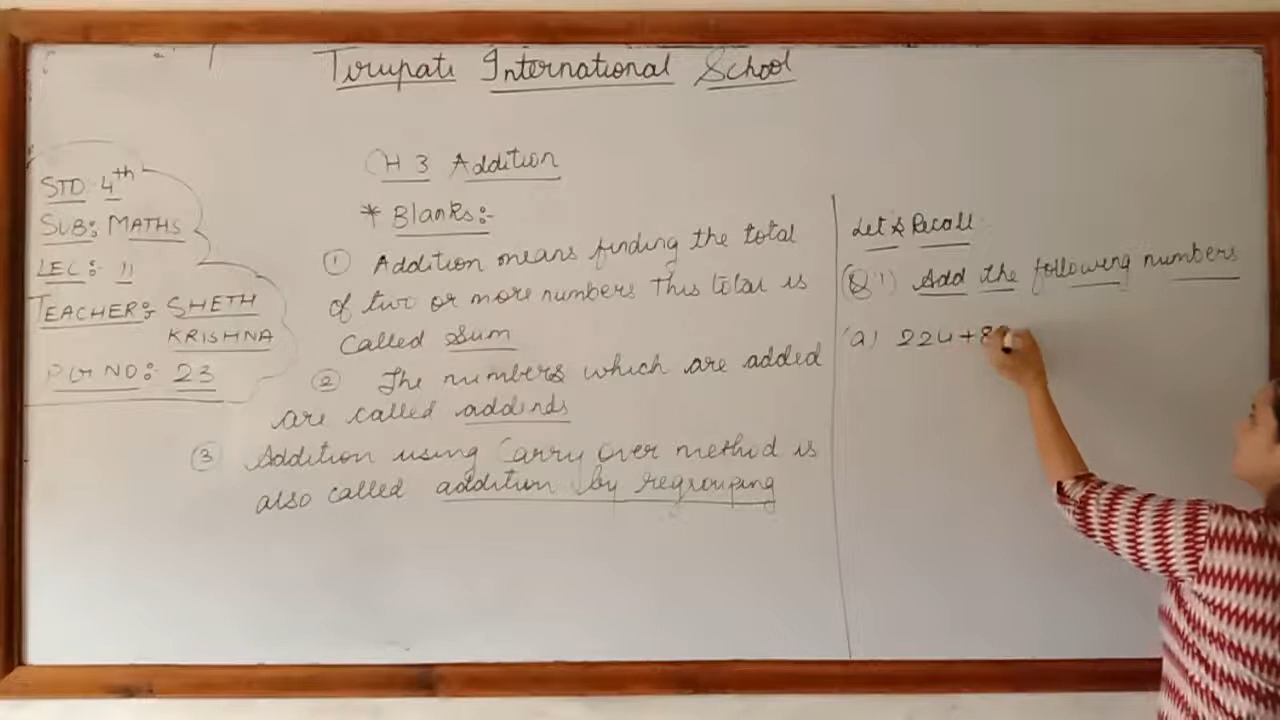 Tirupati International School
STD 4th
SUB: MATHS
LEC:- 11
TEACHER: SHETH
KRISHNA
NO: 23
CH 3 Addition
* Blanks:-
① Addition means finding the total
of two or more numbers This total is
called Sum
② The numbers which are added
are called addends
③ Addition using Carry over method is
also called addition by regrouping
Let's Recall
(Q 1) Add the following numbers
(a) 224+8